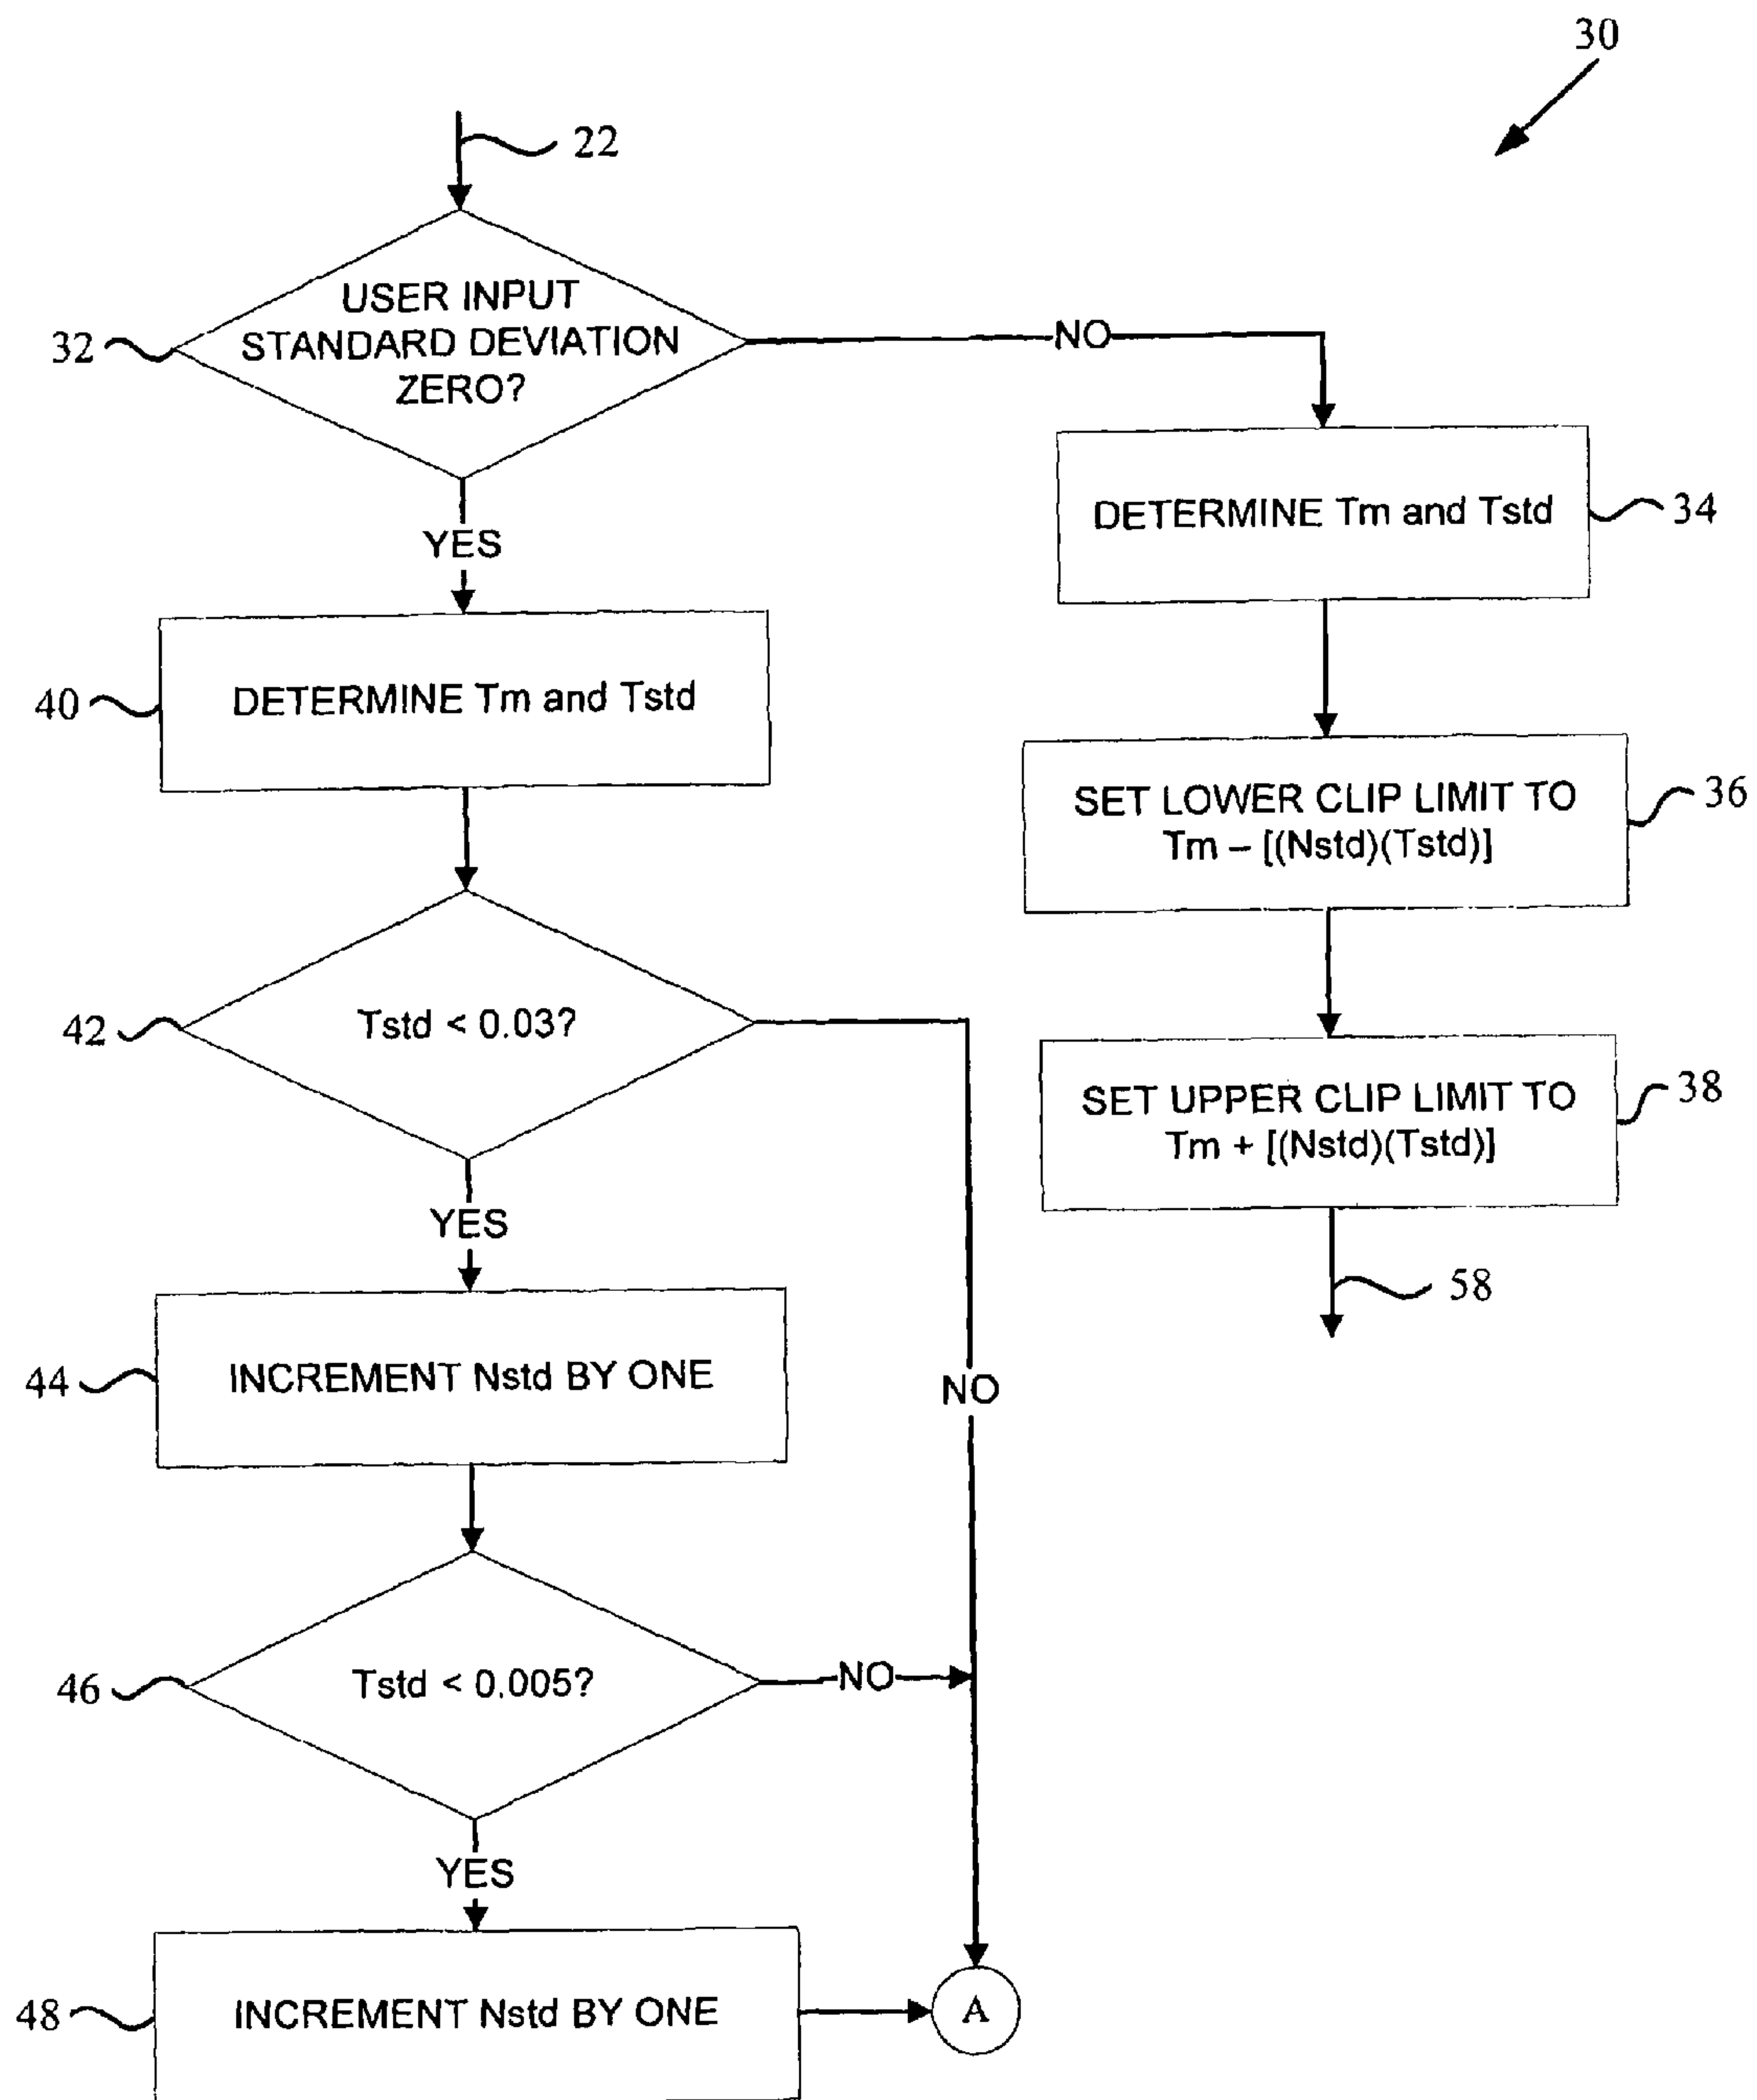 30
22
32
USER INPUT
STANDARD DEVIATION
ZERO?
NO
DETERMINE Tm and Tstd
34
YES
40
DETERMINE Tm and Tstd
SET LOWER CLIP LIMIT TO
Tm – [(Nstd)(Tstd)]
36
42
Tstd < 0.03?
SET UPPER CLIP LIMIT TO
Tm + [(Nstd)(Tstd)]
38
YES
58
44
INCREMENT Nstd BY ONE
NO
46
Tstd < 0.005?
NO
YES
48
INCREMENT Nstd BY ONE
A